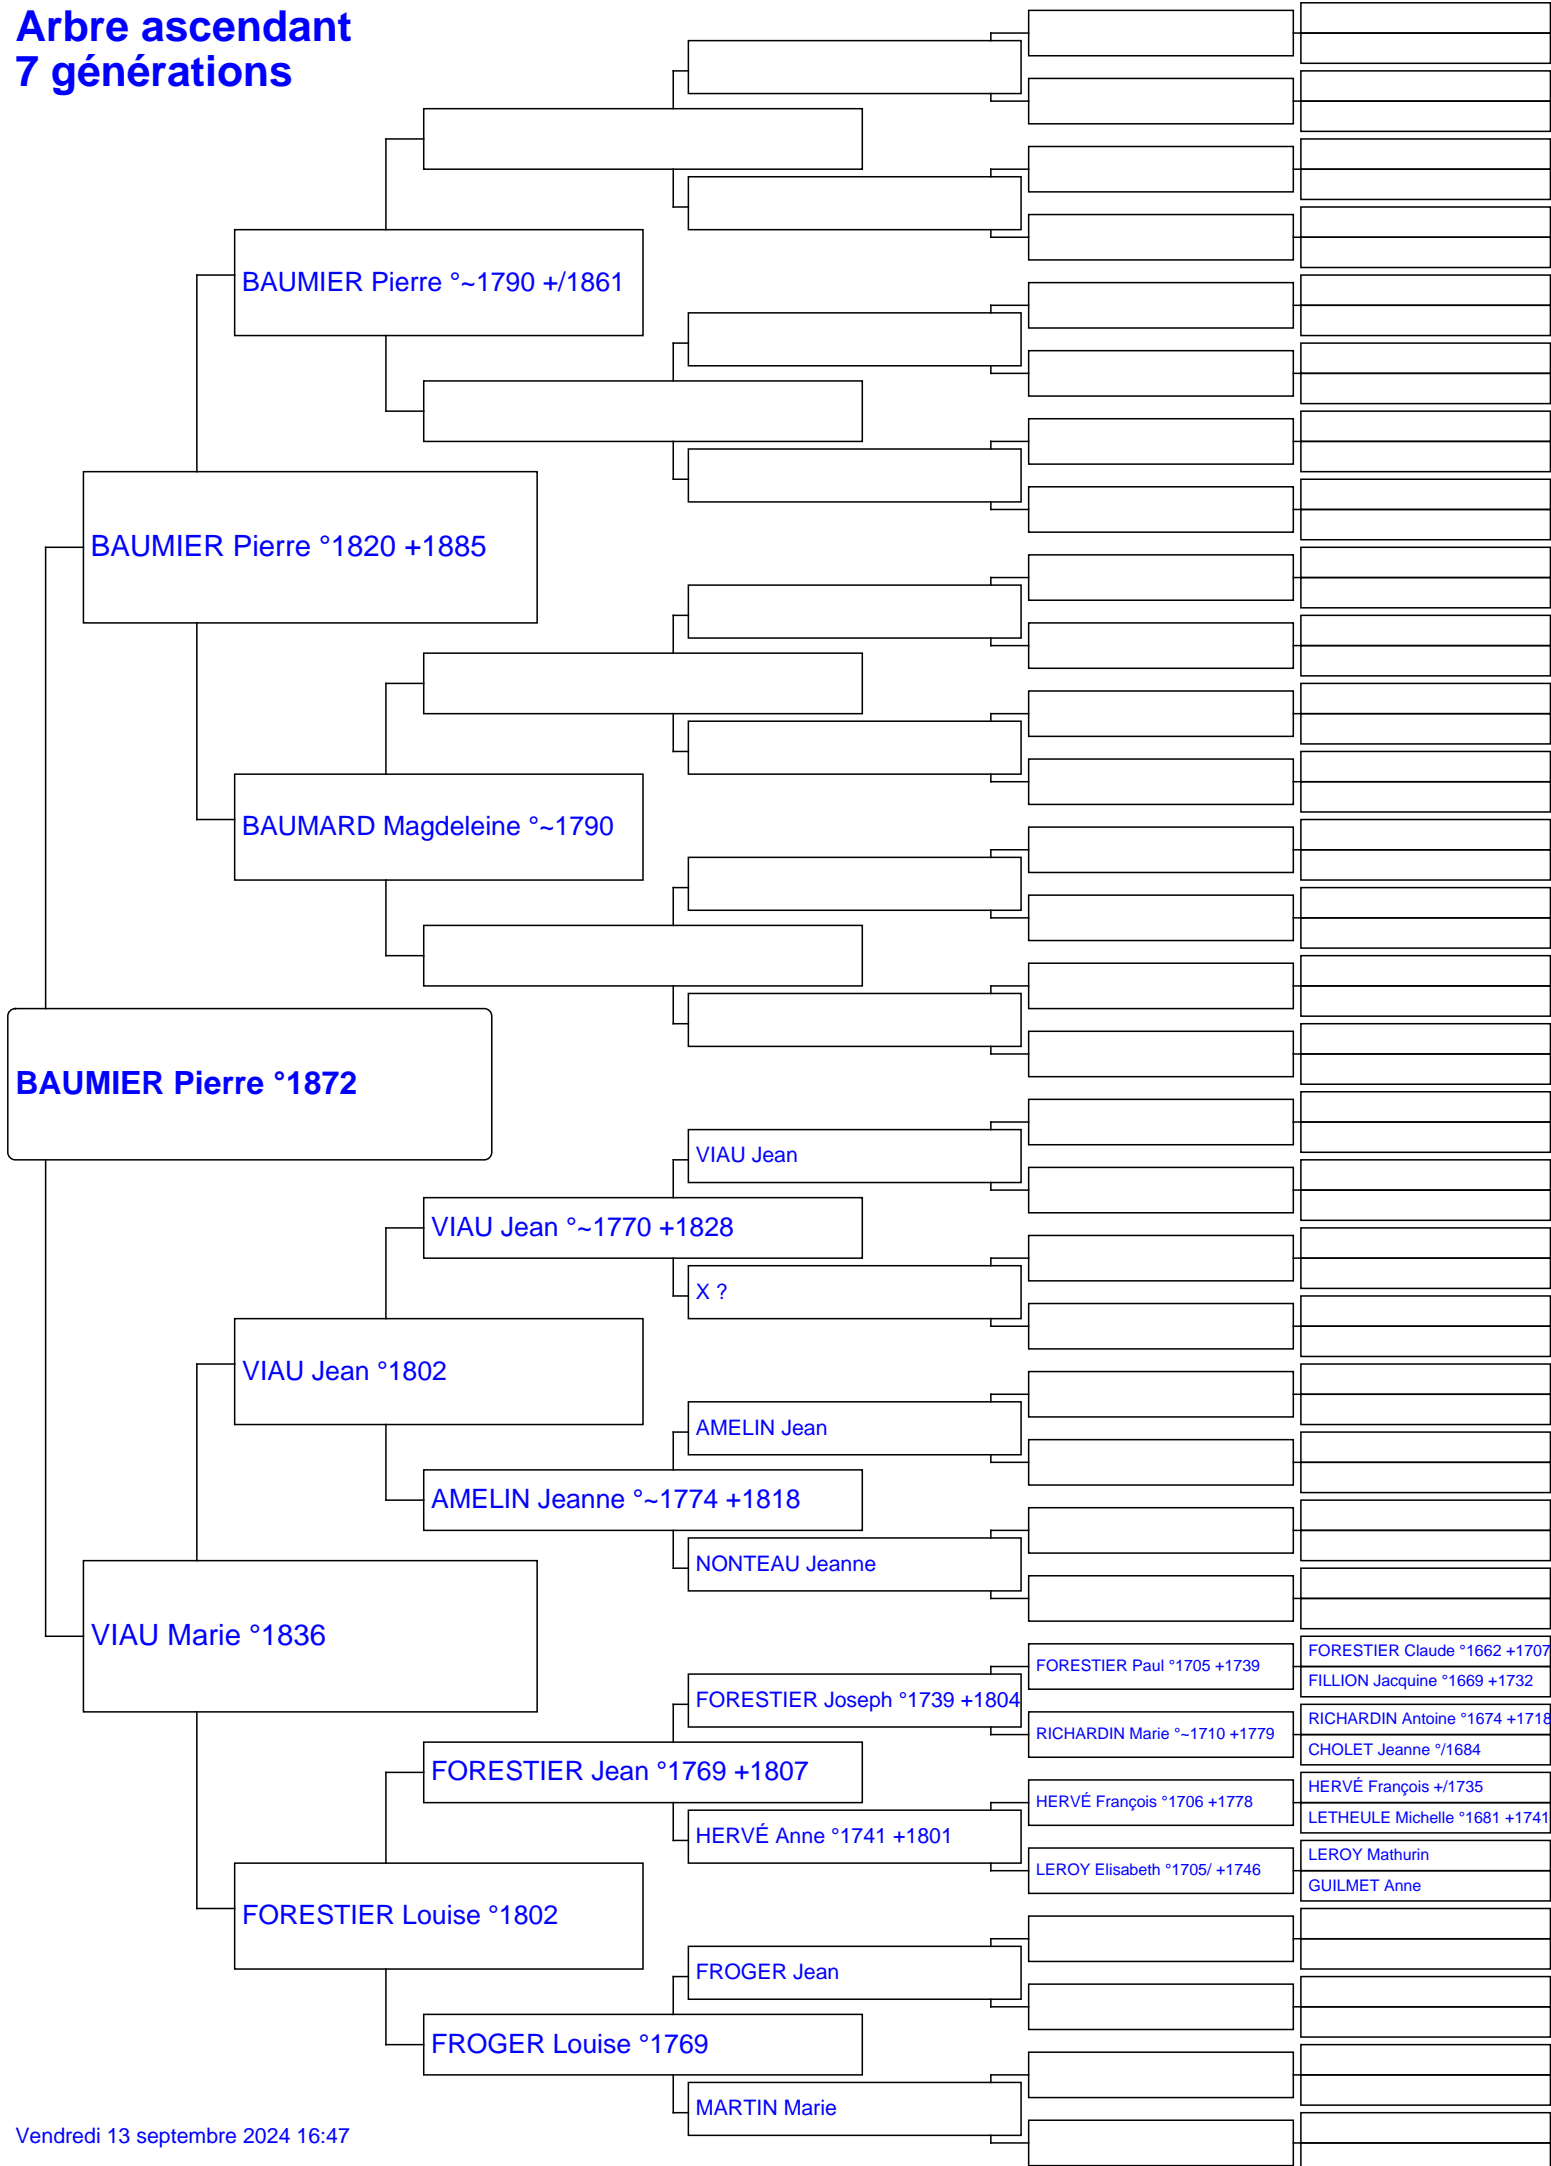 Arbre ascendant
7 générations
BAUMIER Pierre °~1790 +/1861
BAUMIER Pierre °1820 +1885
BAUMARD Magdeleine °~1790
BAUMIER Pierre °1872
VIAU Jean
VIAU Jean °~1770 +1828
X ?
VIAU Jean °1802
AMELIN Jean
AMELIN Jeanne °~1774 +1818
NONTEAU Jeanne
VIAU Marie °1836
FORESTIER Claude °1662 +1707
FORESTIER Paul °1705 +1739
FILLION Jacquine °1669 +1732
FORESTIER Joseph °1739 +1804
RICHARDIN Antoine °1674 +1718
RICHARDIN Marie °~1710 +1779
CHOLET Jeanne °/1684
FORESTIER Jean °1769 +1807
HERVÉ François +/1735
HERVÉ François °1706 +1778
LETHEULE Michelle °1681 +1741
HERVÉ Anne °1741 +1801
LEROY Mathurin
LEROY Elisabeth °1705/ +1746
GUILMET Anne
FORESTIER Louise °1802
FROGER Jean
FROGER Louise °1769
MARTIN Marie
Vendredi 13 septembre 2024 16:47